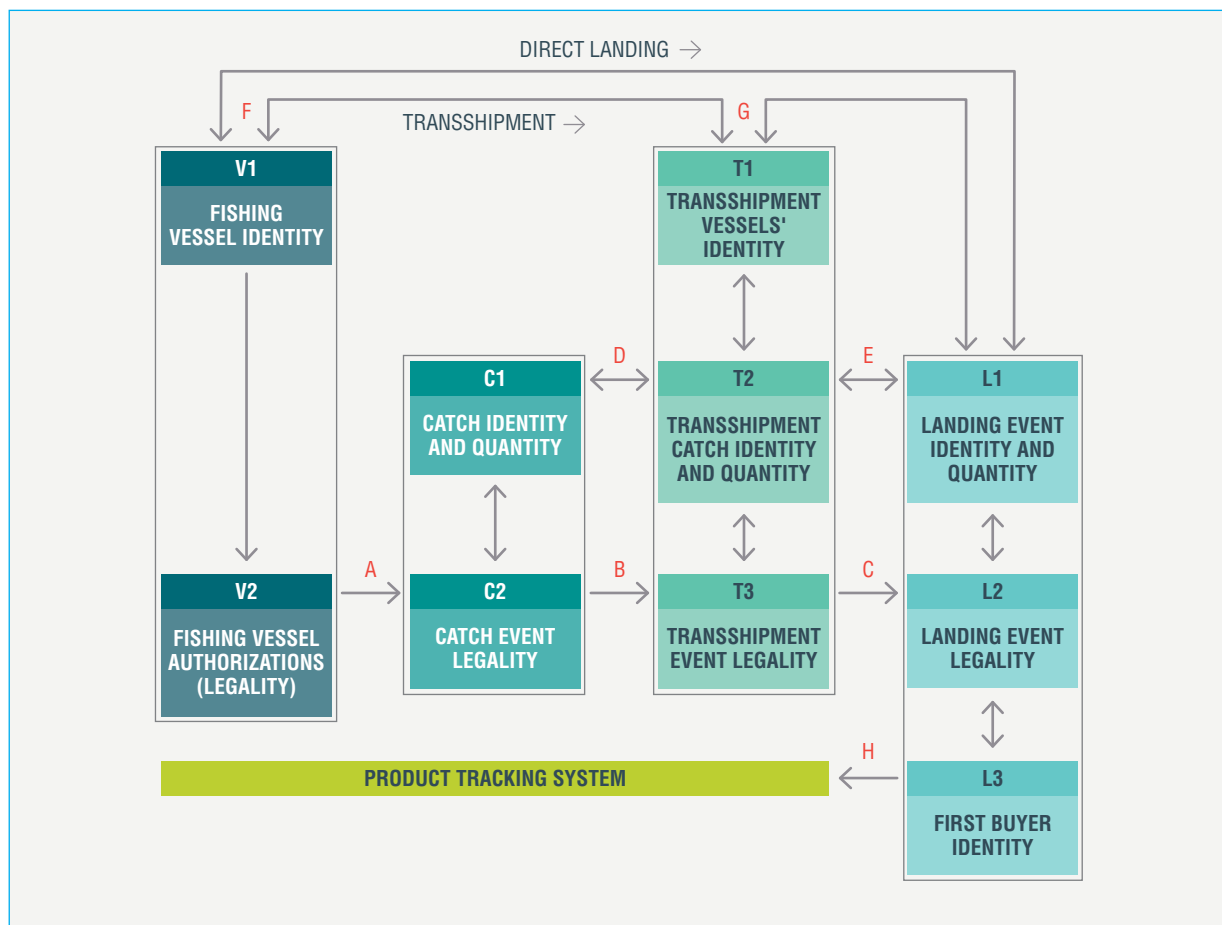 DIRECT LANDING →
F
G
TRANSSHIPMENT →
V1
FISHING
VESSEL IDENTITY
T1
TRANSSHIPMENT
VESSELS'
IDENTITY
D
E
C1
CATCH IDENTITY
AND QUANTITY
T2
TRANSSHIPMENT
CATCH IDENTITY
AND QUANTITY
L1
LANDING EVENT
IDENTITY AND
QUANTITY
A
B
C
V2
FISHING VESSEL
AUTHORIZATIONS
(LEGALITY)
C2
CATCH EVENT
LEGALITY
T3
TRANSSHIPMENT
EVENT LEGALITY
L2
LANDING EVENT
LEGALITY
H
PRODUCT TRACKING SYSTEM
L3
FIRST BUYER
IDENTITY